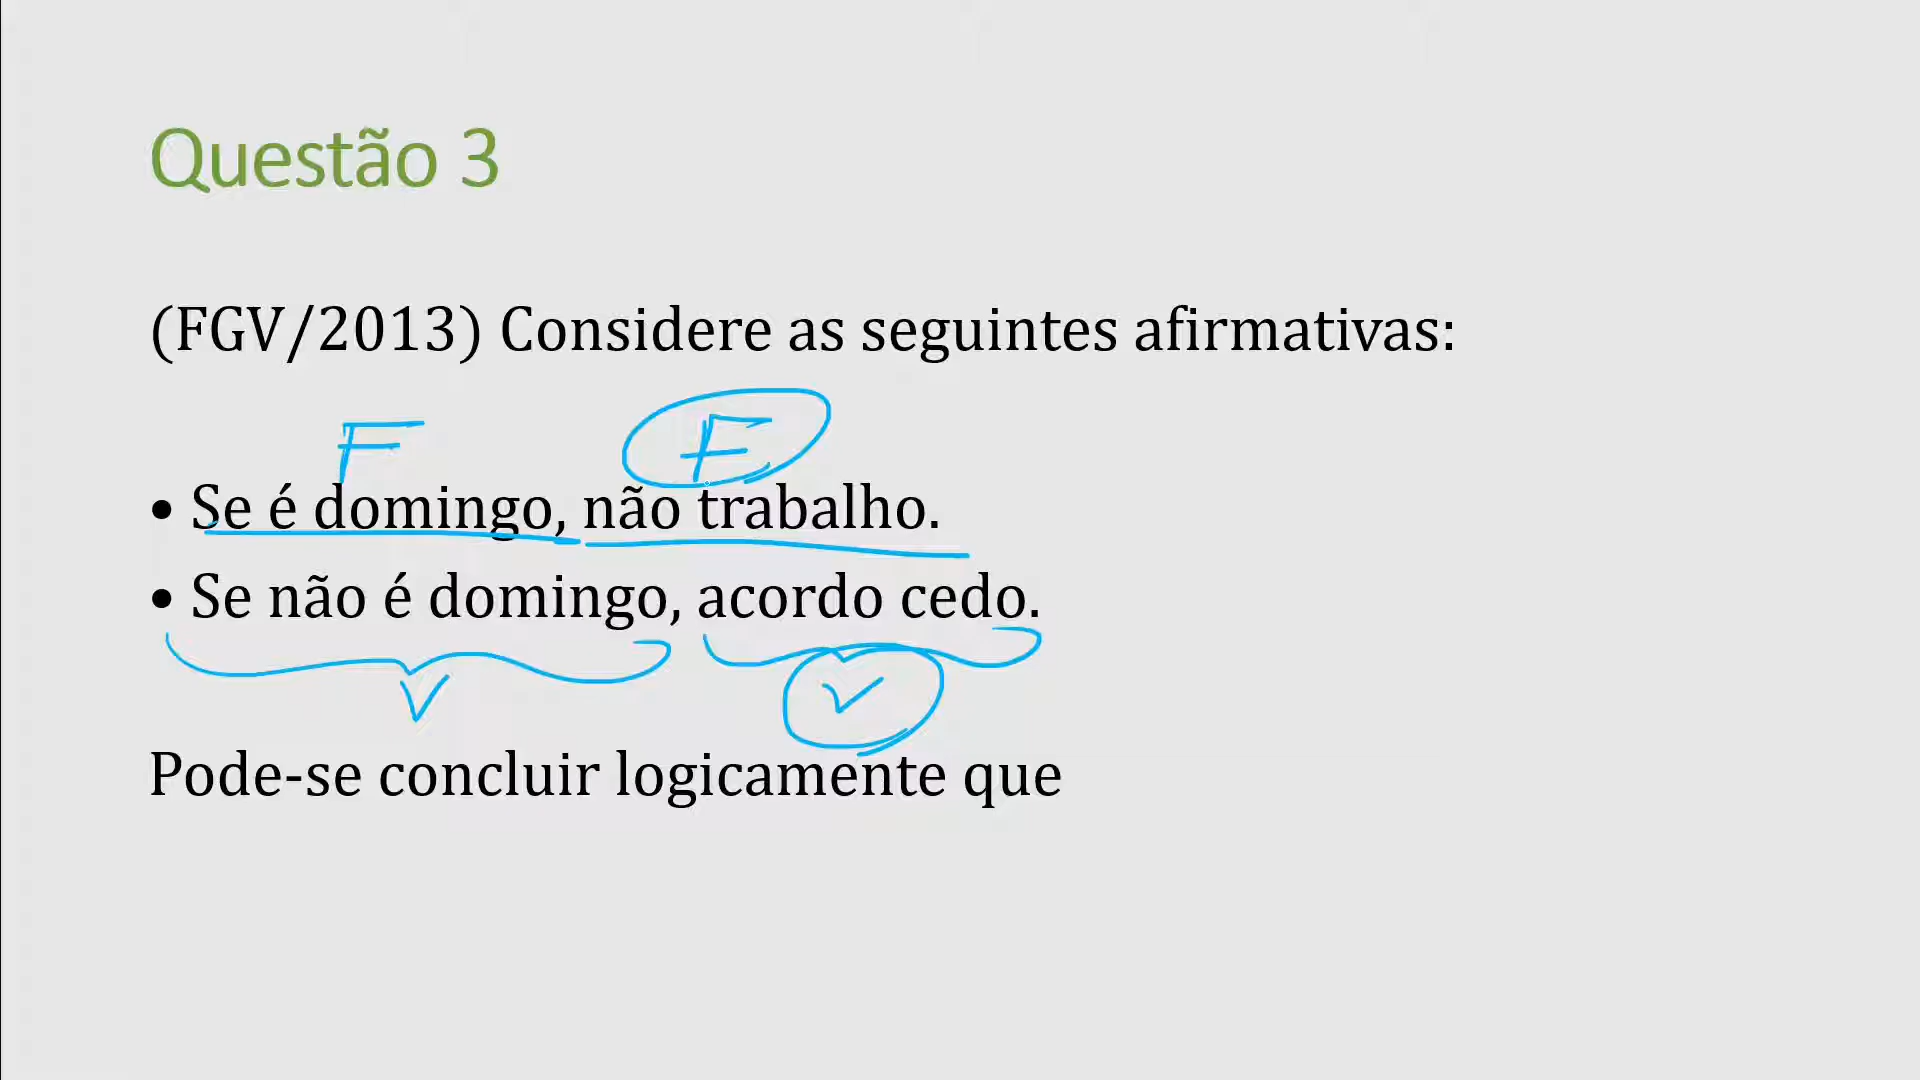 Questão 3
(FGV/2013) Considere as seguintes afirmativas:
F F
• Se é domingo, não trabalho.
• Se não é domingo, acordo cedo.
V V
Pode-se concluir logicamente que